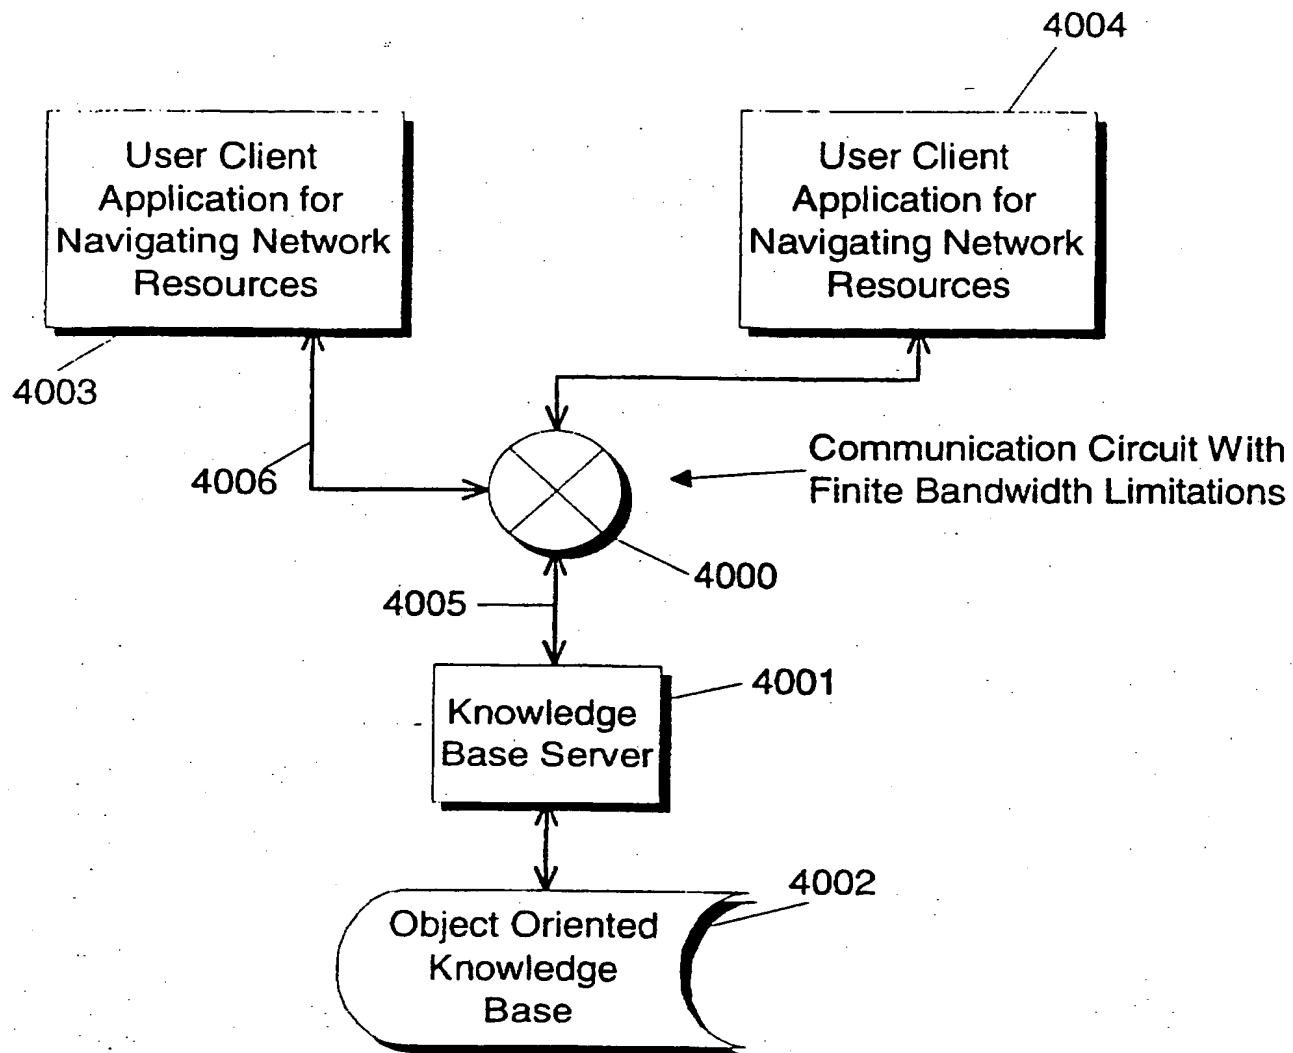 4004
User Client
Application for
Navigating Network
Resources
User Client
Application for
Navigating Network
Resources
4003
4006
Communication Circuit With
Finite Bandwidth Limitations
4000
4005
4001
Knowledge
Base Server
4002
Object Oriented
Knowledge
Base